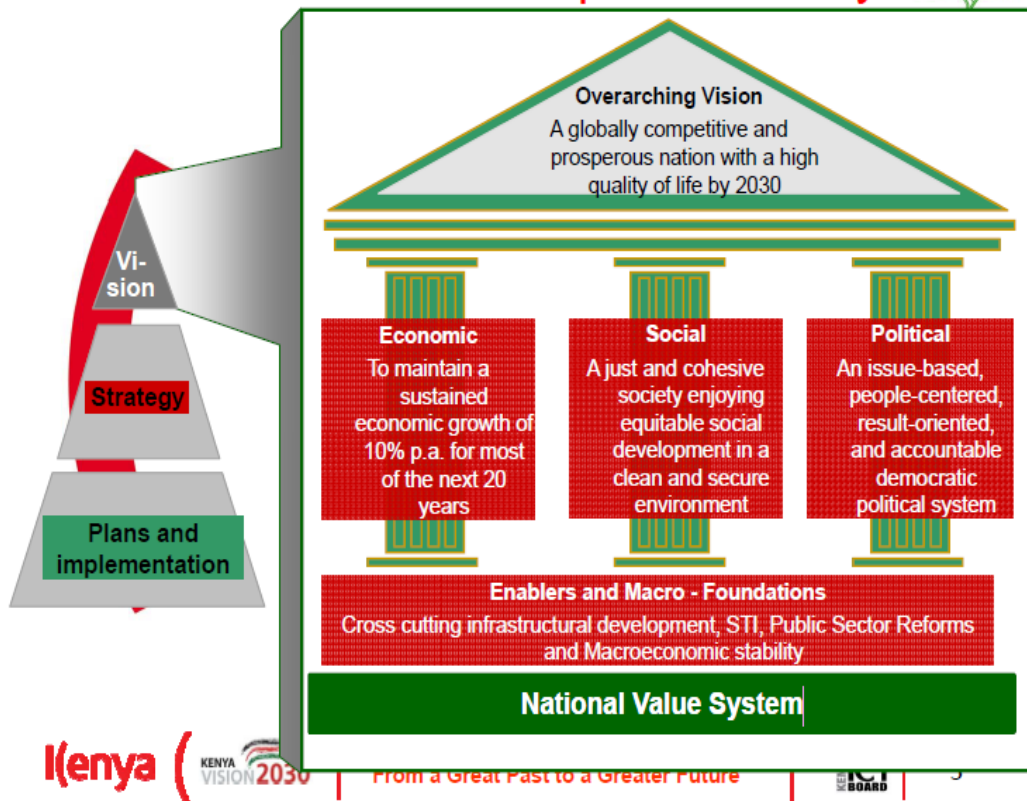 Overarching Vision
A globally competitive and
prosperous nation with a high
quality of life by 2030
Vi-
sion
Strategy
Plans and
implementation
Economic
To maintain a
sustained
economic growth of
10% p.a. for most
of the next 20
years
Social
A just and cohesive
society enjoying
equitable social
development in a
clean and secure
environment
Political
An issue-based,
people-centered,
result-oriented,
and accountable
democratic
political system
Enablers and Macro - Foundations
Cross cutting infrastructural development, STI, Public Sector Reforms
and Macroeconomic stability
National Value System
Kenya
KENYA
VISION 2030
From a Great Past to a Greater Future
ICT
BOARD